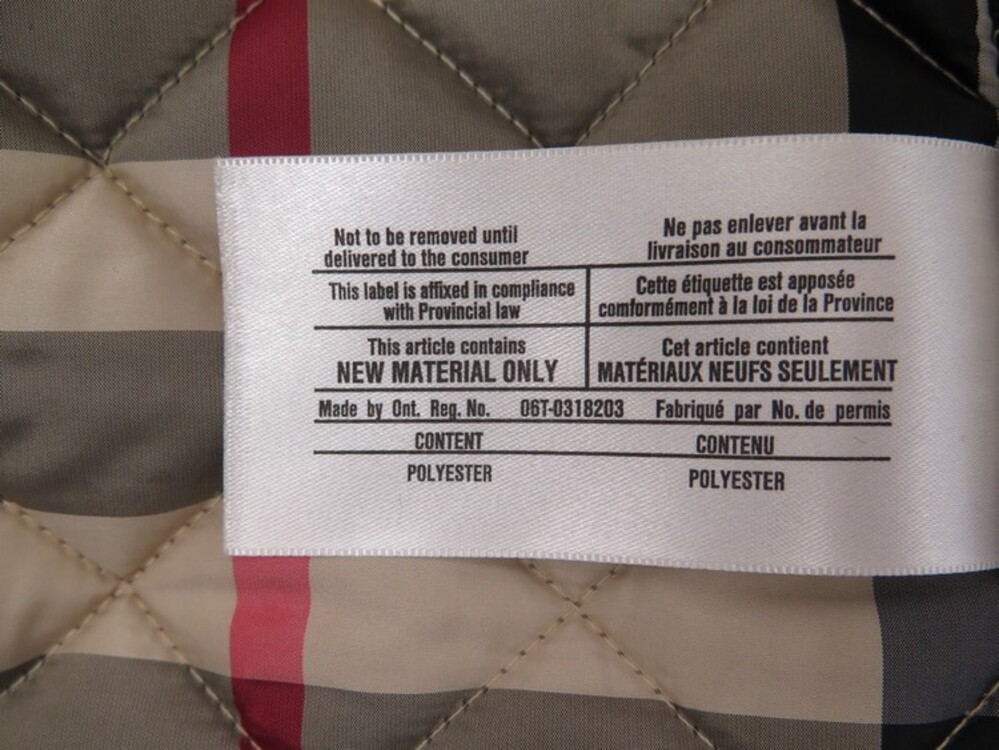 Not to be removed until
delivered to the consumer
Ne pas enlever avant la
livraison au consommateur
This label is affixed in compliance
with Provincial law
Cette étiquette est apposée
comformément à la loi de la Province
This article contains
NEW MATERIAL ONLY
Cet article contient
MATÉRIAUX NEUFS SEULEMENT
Made by Ont. Reg. No. 06T-0318203 Fabriqué par No. de permis
CONTENT CONTENU
POLYESTER POLYESTER